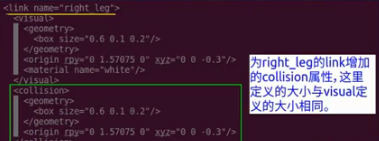 <link name="right_leg">
<visual>
<geometry>
<box size="0.6 0.1 0.2"/>
</geometry>
<origin rpy="0 1.57075 0" xyz="0 0 -0.3"/>
<material name="white"/>
</visual>
<collision>
<geometry>
<box size="0.6 0.1 0.2"/>
</geometry>
<origin rpy="0 1.57075 0" xyz="0 0 -0.3"/>
</collision>
为right_leg的link增加
的collision属性，这里
定义的大小与visual定
义的大小相同。